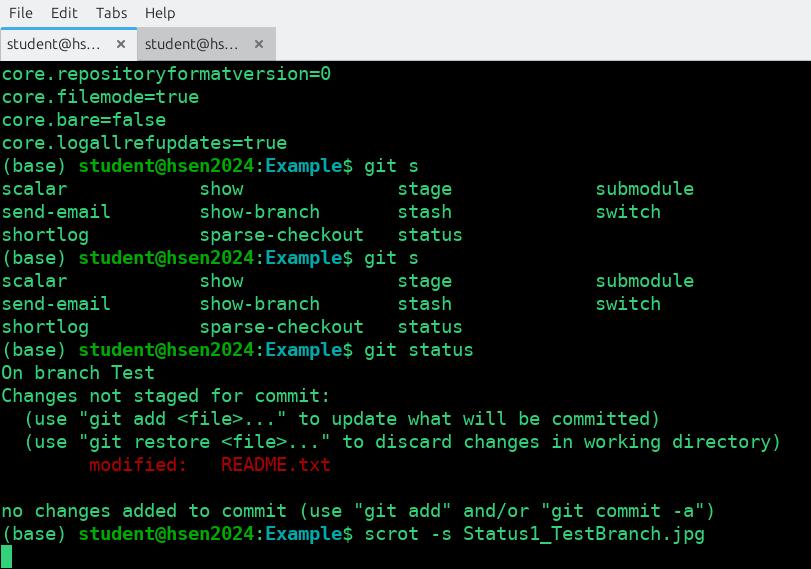 File Edit Tabs Help
student@hs... × student@hs... ×
core.repositoryformatversion=0
core.filemode=true
core.bare=false
core.logallrefupdates=true
(base) student@hsen2024:Example$ git s
scalar show stage submodule
send-email show-branch stash switch
shortlog sparse-checkout status
(base) student@hsen2024:Example$ git s
scalar show stage submodule
send-email show-branch stash switch
shortlog sparse-checkout status
(base) student@hsen2024:Example$ git status
On branch Test
Changes not staged for commit:
  (use "git add <file>..." to update what will be committed)
  (use "git restore <file>..." to discard changes in working directory)
        modified:   README.txt
no changes added to commit (use "git add" and/or "git commit -a")
(base) student@hsen2024:Example$ scrot -s Status1_TestBranch.jpg